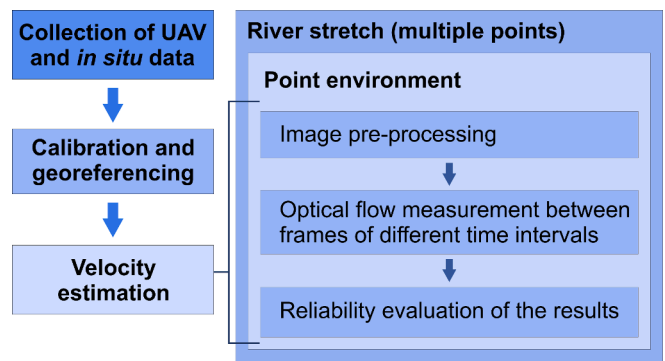 Collection of UAV
and in situ data
Calibration and
georeferencing
Velocity
estimation
River stretch (multiple points)
Point environment
Image pre-processing
Optical flow measurement between
frames of different time intervals
Reliability evaluation of the results